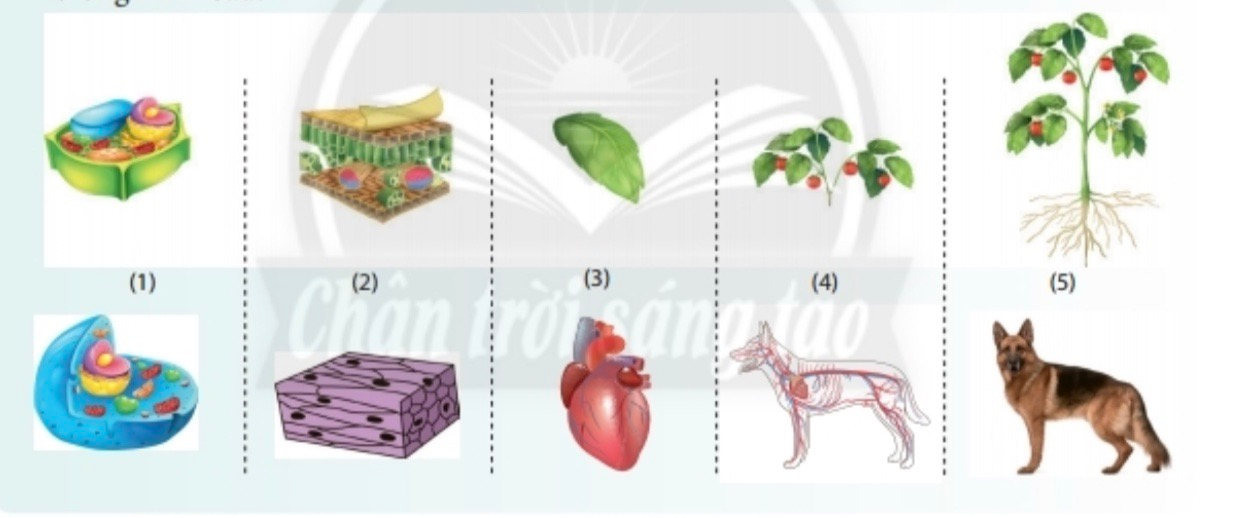 (1) (2) (3) (4) (5)
Chân trời sáng tạo